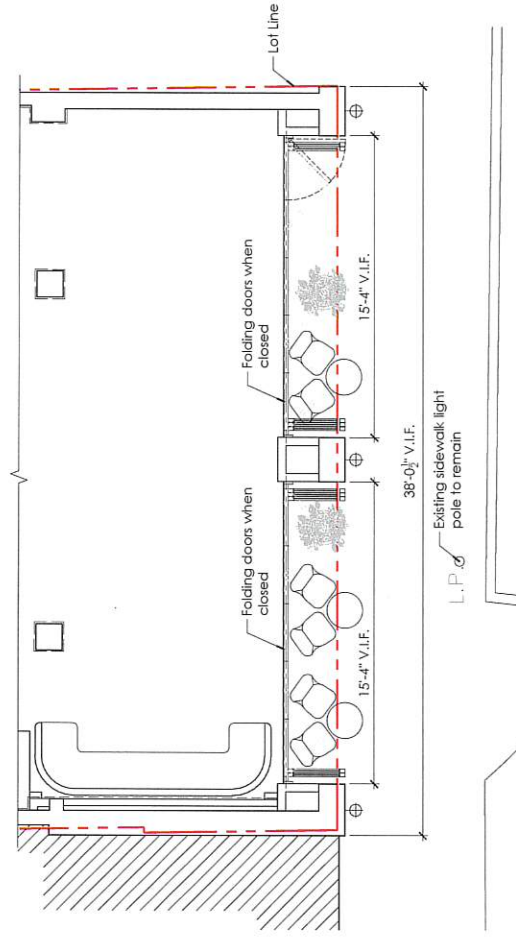 Lot Line
Folding doors when
closed
Folding doors when
closed
15'-4" V.I.F.
15'-4" V.I.F.
38'-0½" V.I.F.
Existing sidewalk light
pole to remain
L.P.